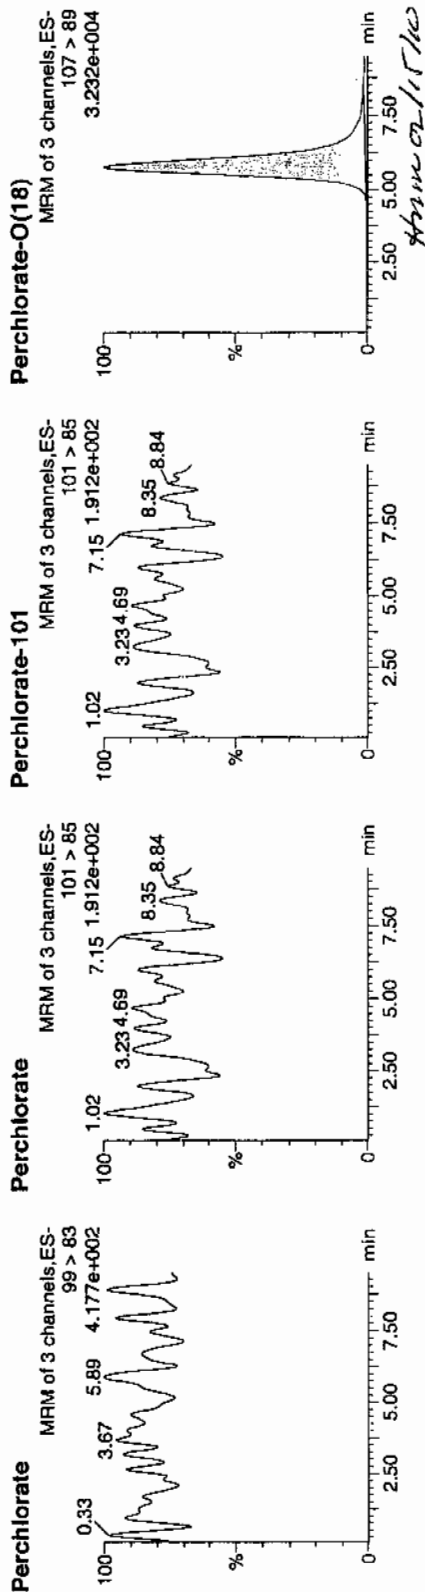 Perchlorate
MRM of 3 channels,ES-
99 > 83
4.177e+002
100
%
0
0.33
3.67
5.89
2.50
5.00
7.50
min
Perchlorate
MRM of 3 channels,ES-
101 > 85
1.912e+002
100
%
0
1.02
3.23
4.69
7.15
8.35
8.84
2.50
5.00
7.50
min
Perchlorate-101
MRM of 3 channels,ES-
101 > 85
1.912e+002
100
%
0
1.02
3.23
4.69
7.15
8.35
8.84
2.50
5.00
7.50
min
Perchlorate-O(18)
MRM of 3 channels,ES-
107 > 89
3.232e+004
100
%
0
2.50
5.00
7.50
min